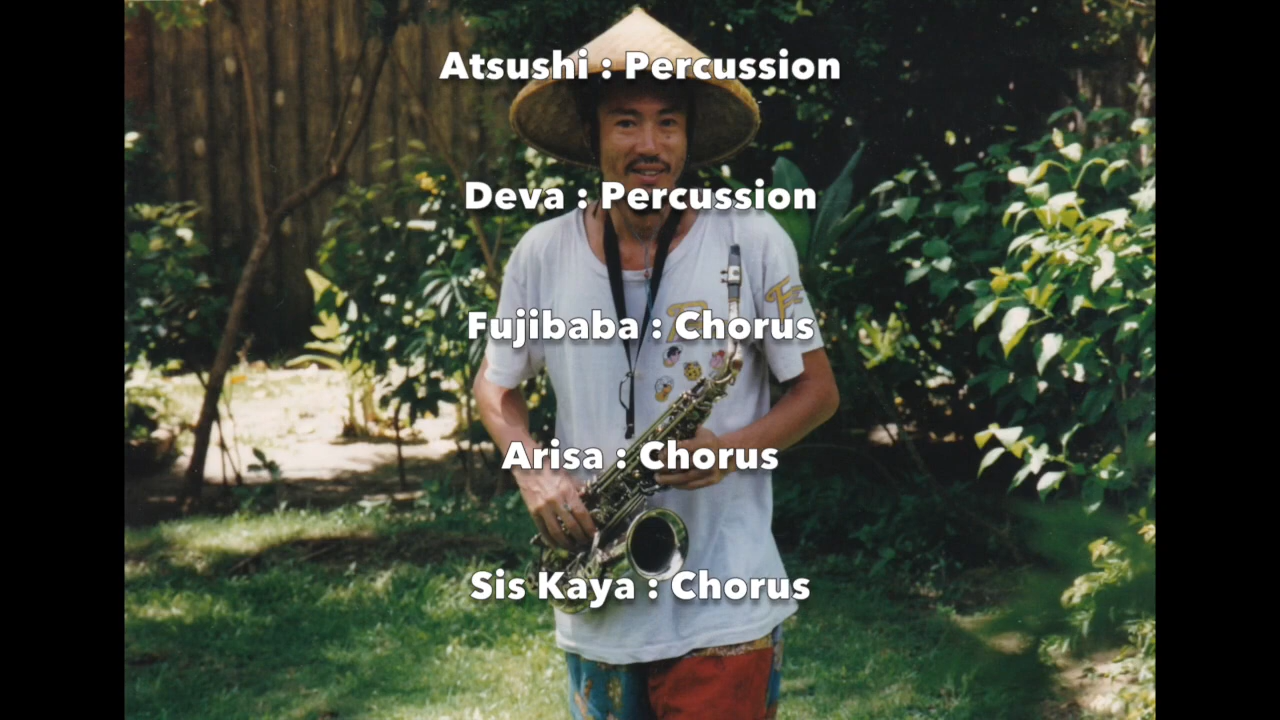 Atsushi : Percussion
Deva : Percussion
Fujibaba : Chorus
Arisa : Chorus
Sis Kaya : Chorus